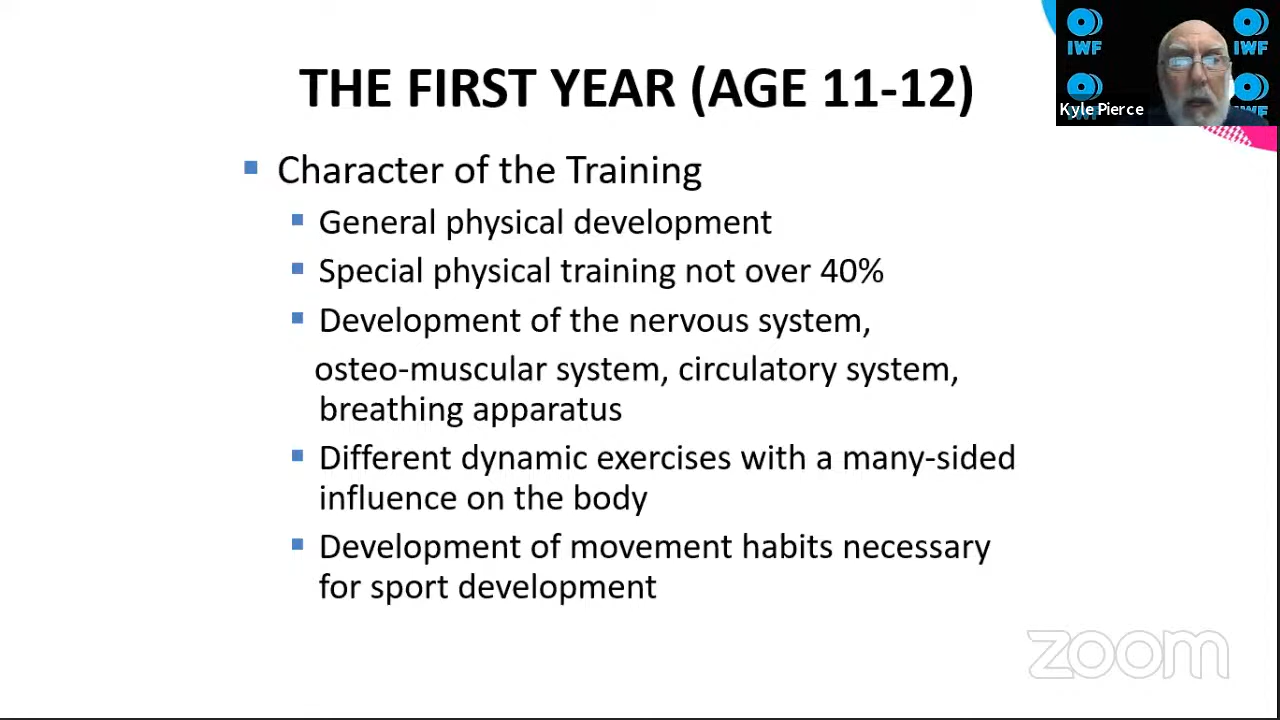 THE FIRST YEAR (AGE 11-12)
IWF
IWF
Kyle Pierce
Character of the Training
General physical development
Special physical training not over 40%
Development of the nervous system,
osteo-muscular system, circulatory system,
breathing apparatus
Different dynamic exercises with a many-sided
influence on the body
Development of movement habits necessary
for sport development
zoom